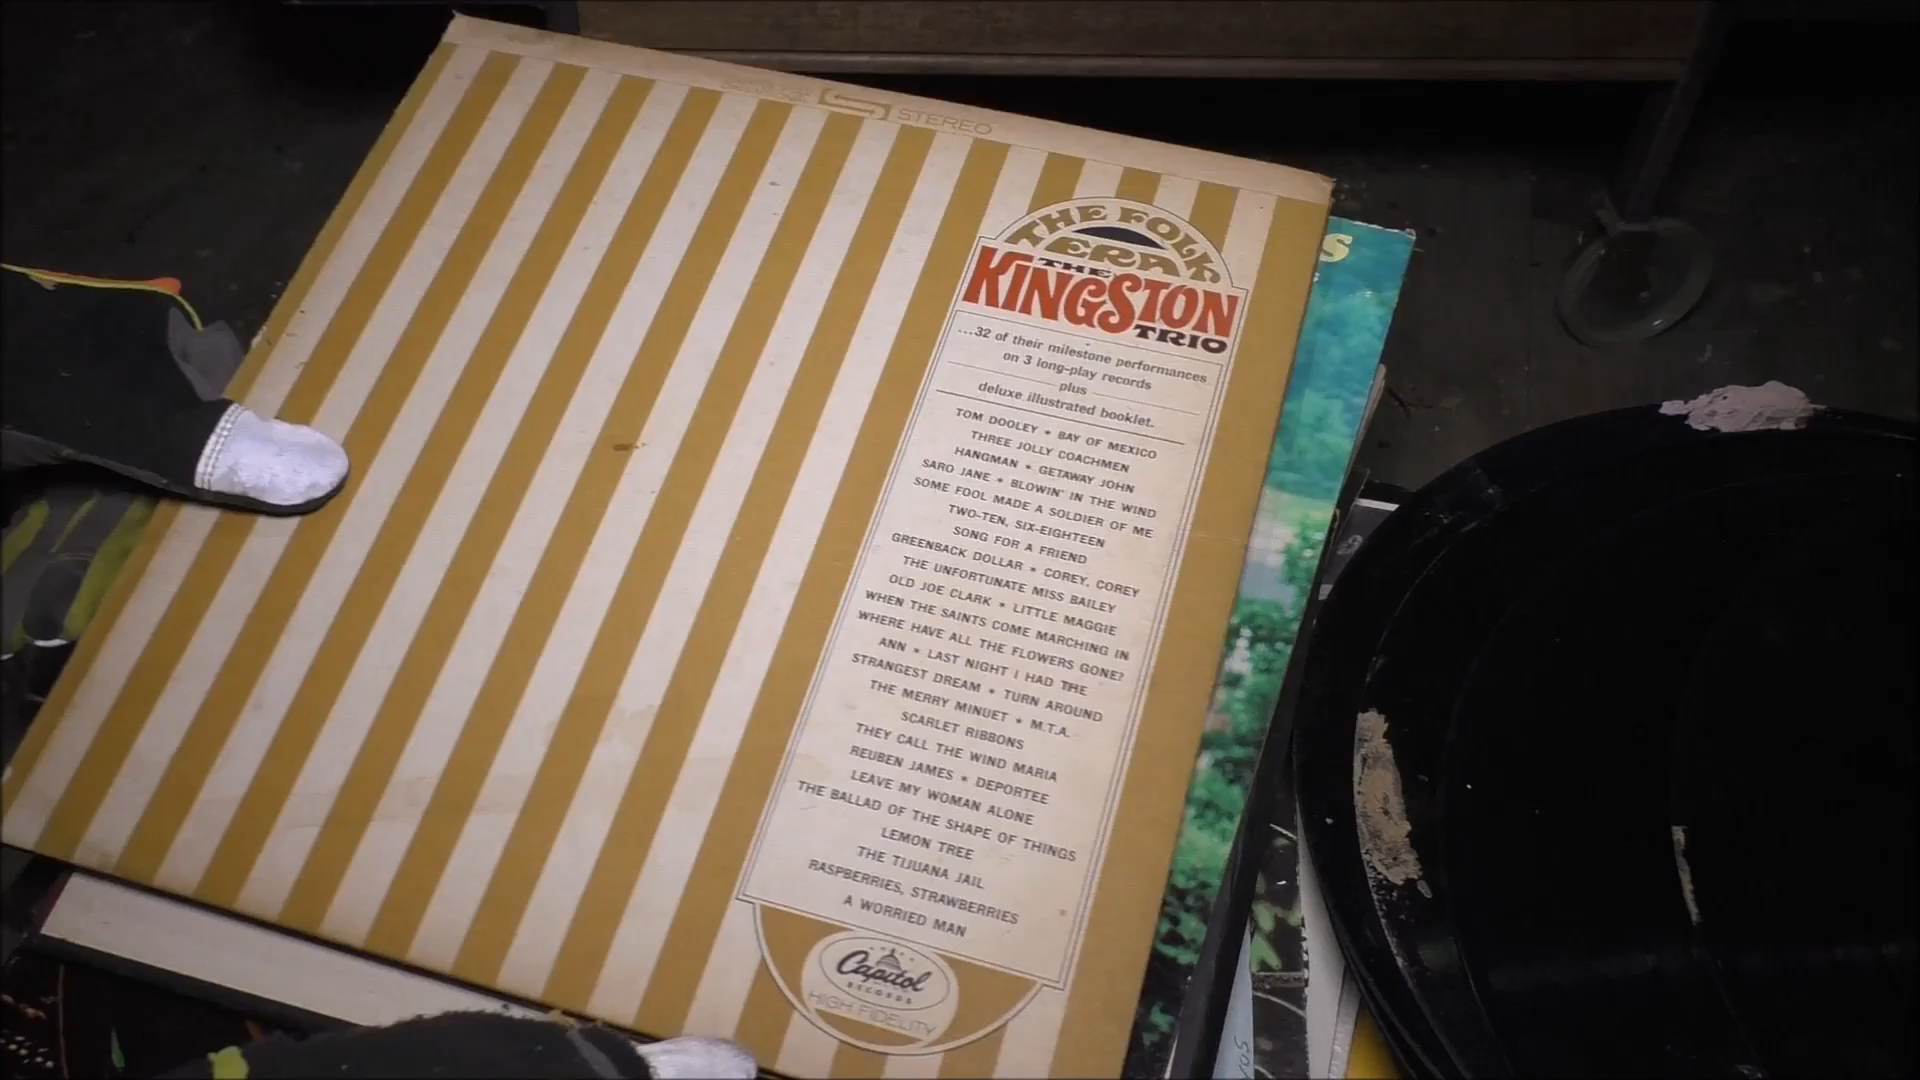 STEREO
THE FOLK
ERA
THE
KINGSTON
TRIO
...32 of their milestone performances
on 3 long-play records
plus
deluxe illustrated booklet.
TOM DOOLEY * BAY OF MEXICO
THREE JOLLY COACHMEN
HANGMAN * GETAWAY JOHN
SARO JANE * BLOWIN' IN THE WIND
SOME FOOL MADE A SOLDIER OF ME
TWO-TEN, SIX-EIGHTEEN
SONG FOR A FRIEND
GREENBACK DOLLAR * COREY, COREY
THE UNFORTUNATE MISS BAILEY
OLD JOE CLARK * LITTLE MAGGIE
WHEN THE SAINTS COME MARCHING IN
WHERE HAVE ALL THE FLOWERS GONE?
ANN * LAST NIGHT I HAD THE
STRANGEST DREAM * TURN AROUND
THE MERRY MINUET * M.T.A.
SCARLET RIBBONS
THEY CALL THE WIND MARIA
REUBEN JAMES * DEPORTEE
LEAVE MY WOMAN ALONE
THE BALLAD OF THE SHAPE OF THINGS
LEMON TREE
THE TIJUANA JAIL
RASPBERRIES, STRAWBERRIES
A WORRIED MAN
Capitol
RECORDS
HIGH FIDELITY